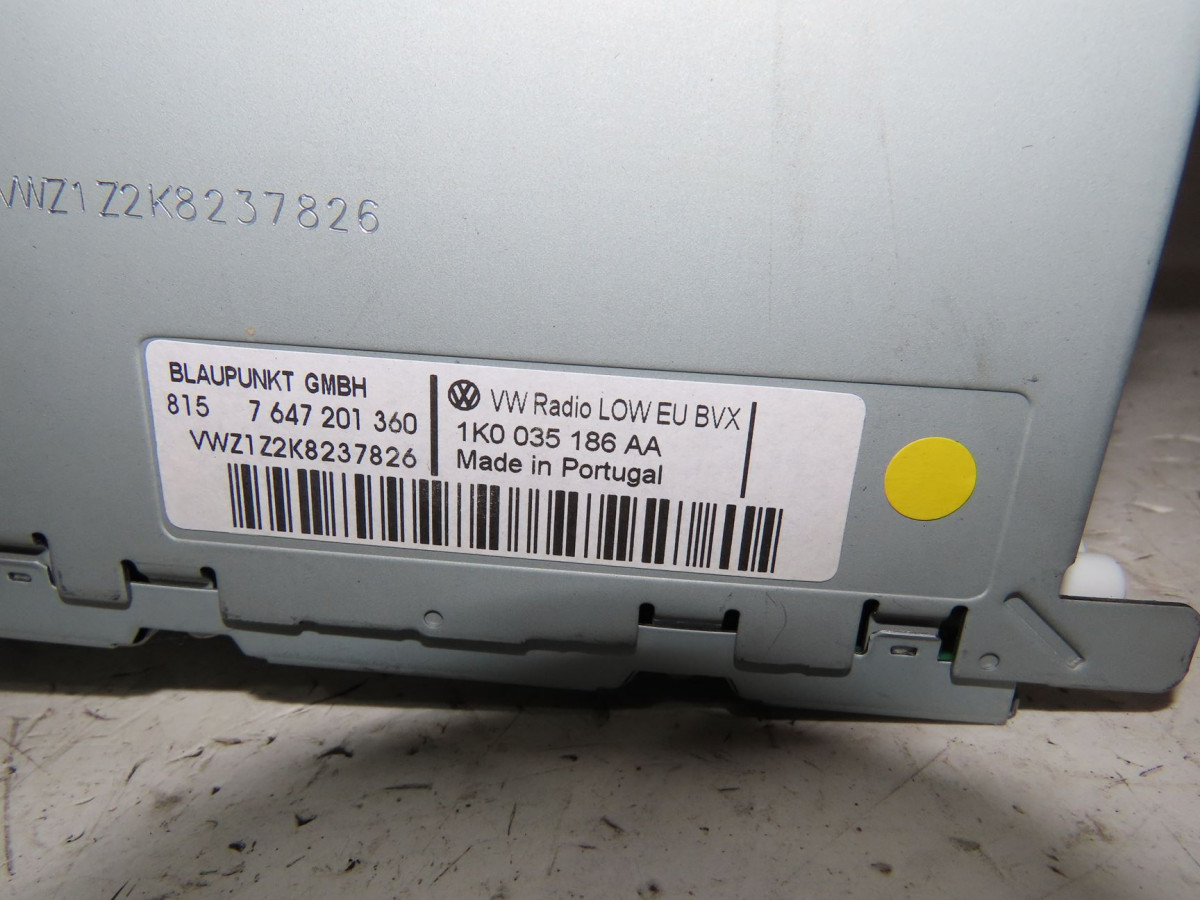 VWZ1Z2K8237826
BLAUPUNKT GMBH
815 7 647 201 360
VWZ1Z2K8237826
VW Radio LOW EU BVX
1K0 035 186 AA
Made in Portugal